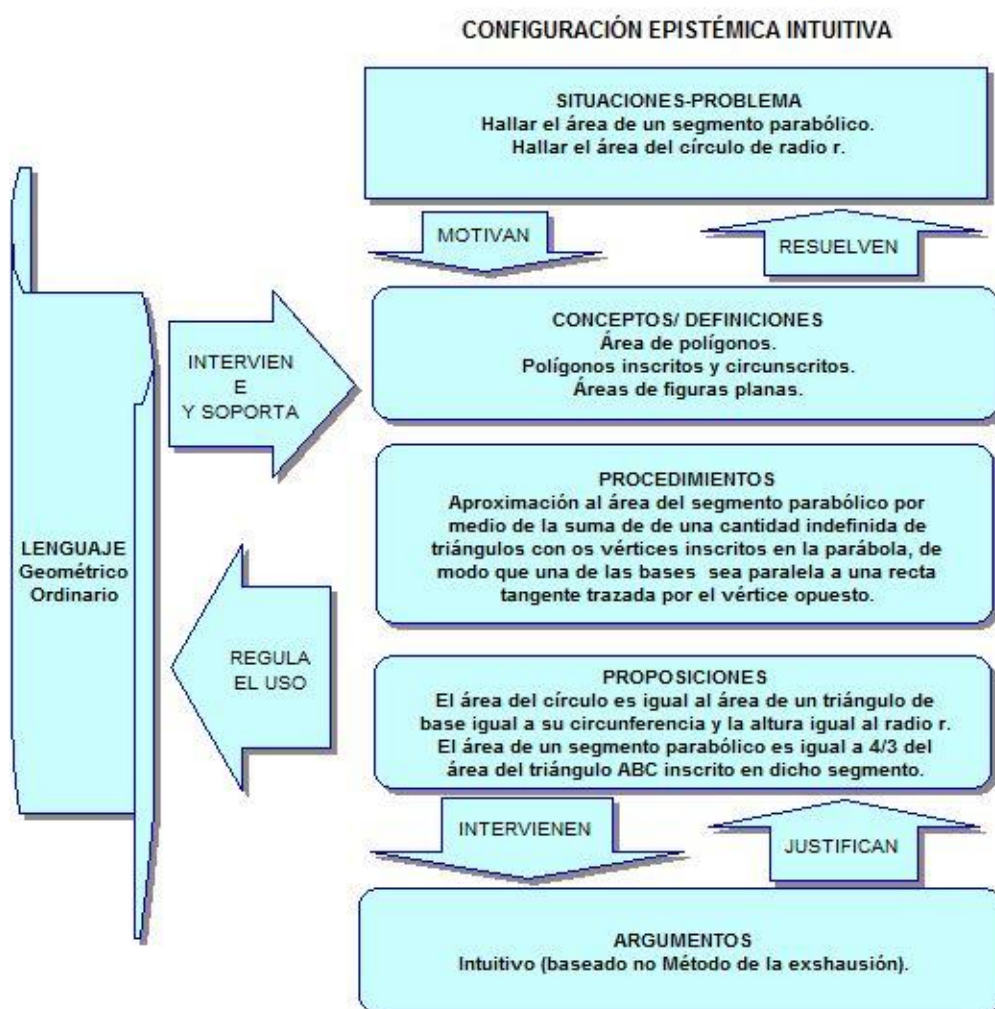 CONFIGURACIÓN EPISTÉMICA INTUITIVA
SITUACIONES-PROBLEMA
Hallar el área de un segmento parabólico.
Hallar el área del círculo de radio r.
MOTIVAN
RESUELVEN
CONCEPTOS/ DEFINICIONES
Área de polígonos.
Polígonos inscritos y circunscritos.
Áreas de figuras planas.
INTERVIEN
E
Y SOPORTA
PROCEDIMIENTOS
Aproximación al área del segmento parabólico por
medio de la suma de de una cantidad indefinida de
triángulos con os vértices inscritos en la parábola, de
modo que una de las bases sea paralela a una recta
tangente trazada por el vértice opuesto.
LENGUAJE
Geométrico
Ordinario
REGULA
EL USO
PROPOSICIONES
El área del círculo es igual al área de un triángulo de
base igual a su circunferencia y la altura igual al radio r.
El área de un segmento parabólico es igual a 4/3 del
área del triángulo ABC inscrito en dicho segmento.
INTERVIENEN
JUSTIFICAN
ARGUMENTOS
Intuitivo (baseado no Método de la exshausión).